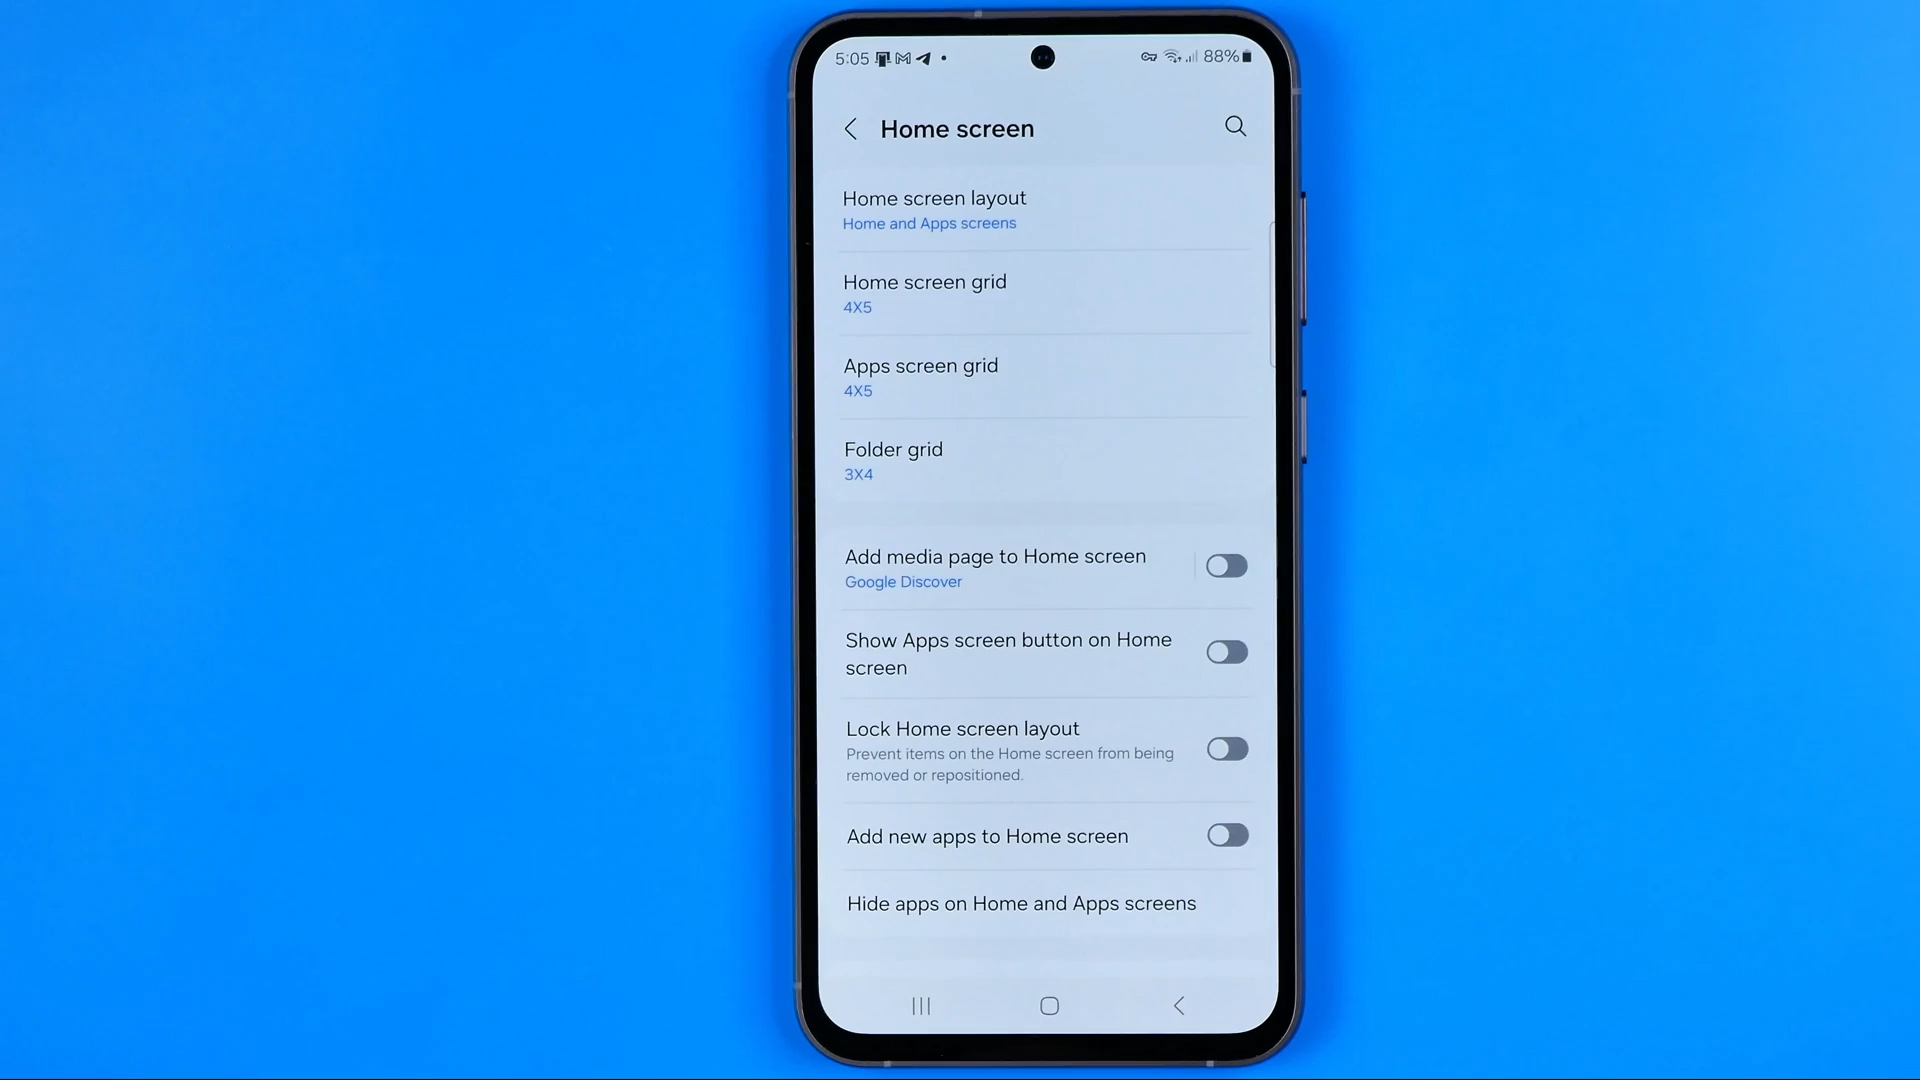 5:05
88%
Home screen
Home screen layout
Home and Apps screens
Home screen grid
4X5
Apps screen grid
4X5
Folder grid
3X4
Add media page to Home screen
Google Discover
Show Apps screen button on Home
screen
Lock Home screen layout
Prevent items on the Home screen from being
removed or repositioned.
Add new apps to Home screen
Hide apps on Home and Apps screens